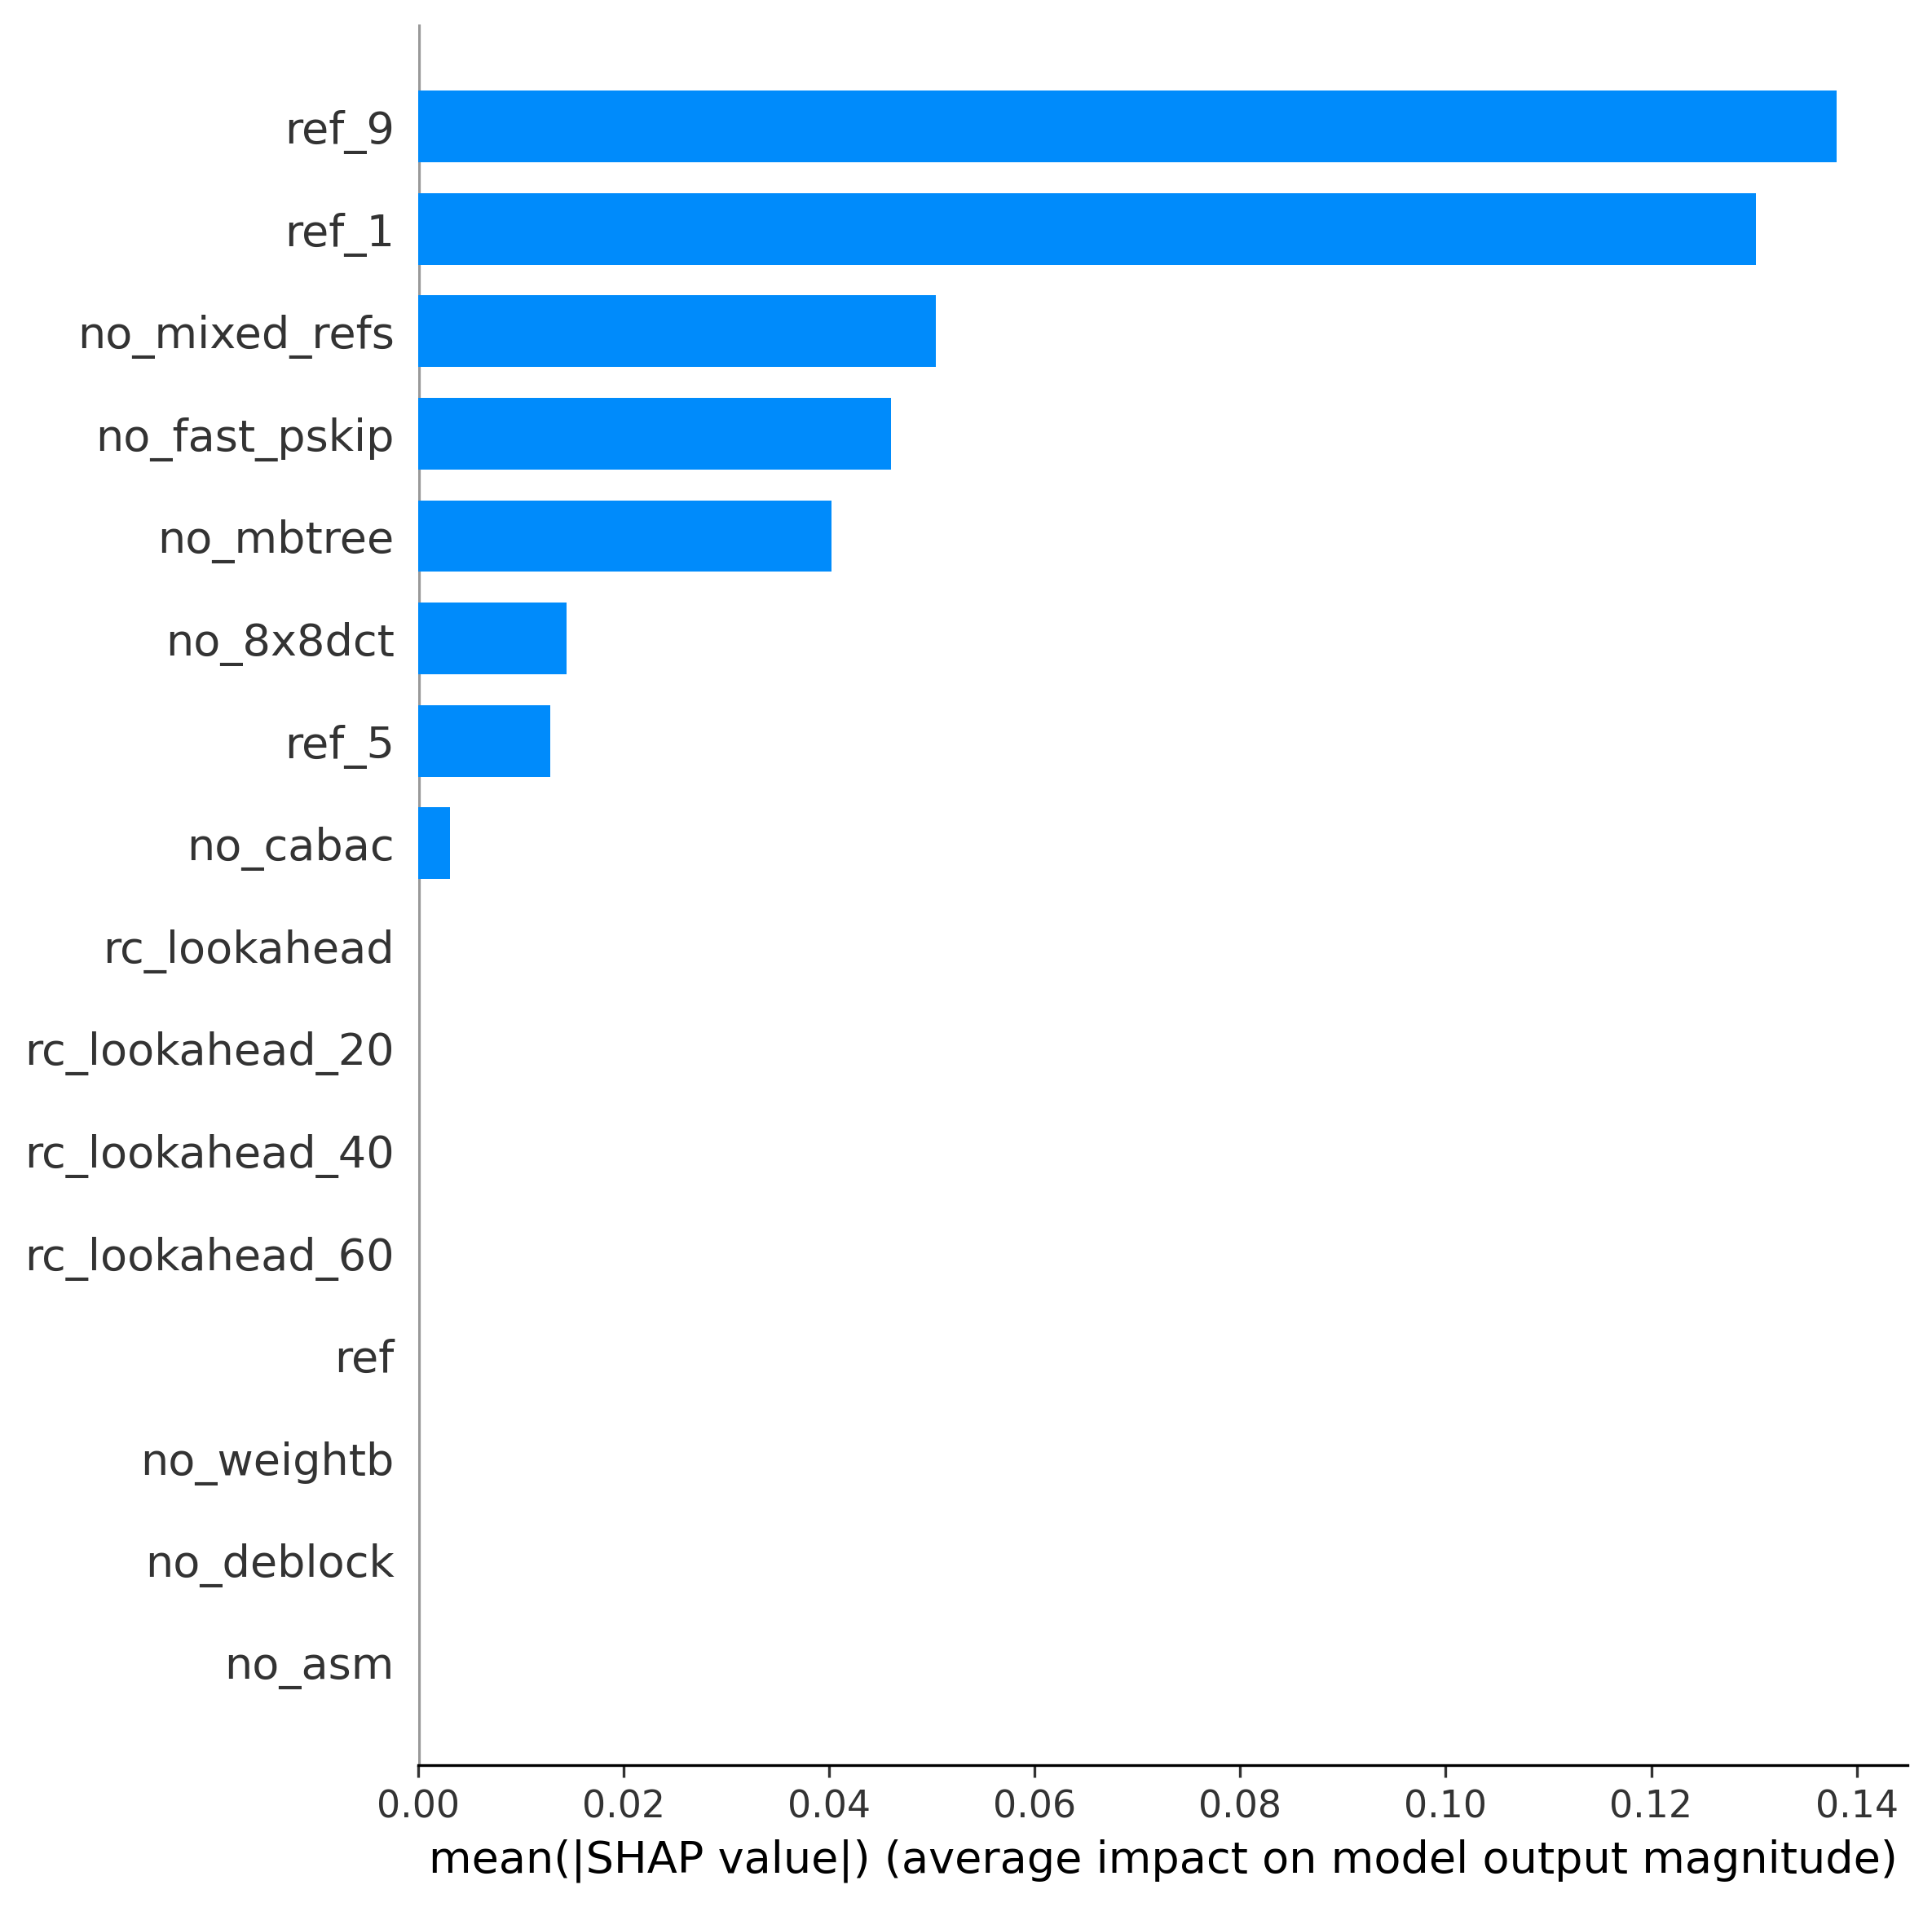 ref_9
ref_1
no_mixed_refs
no_fast_pskip
no_mbtree
no_8x8dct
ref_5
no_cabac
rc_lookahead
rc_lookahead_20
rc_lookahead_40
rc_lookahead_60
ref
no_weightb
no_deblock
no_asm
0.00 0.02 0.04 0.06 0.08 0.10 0.12 0.14
mean(|SHAP value|) (average impact on model output magnitude)